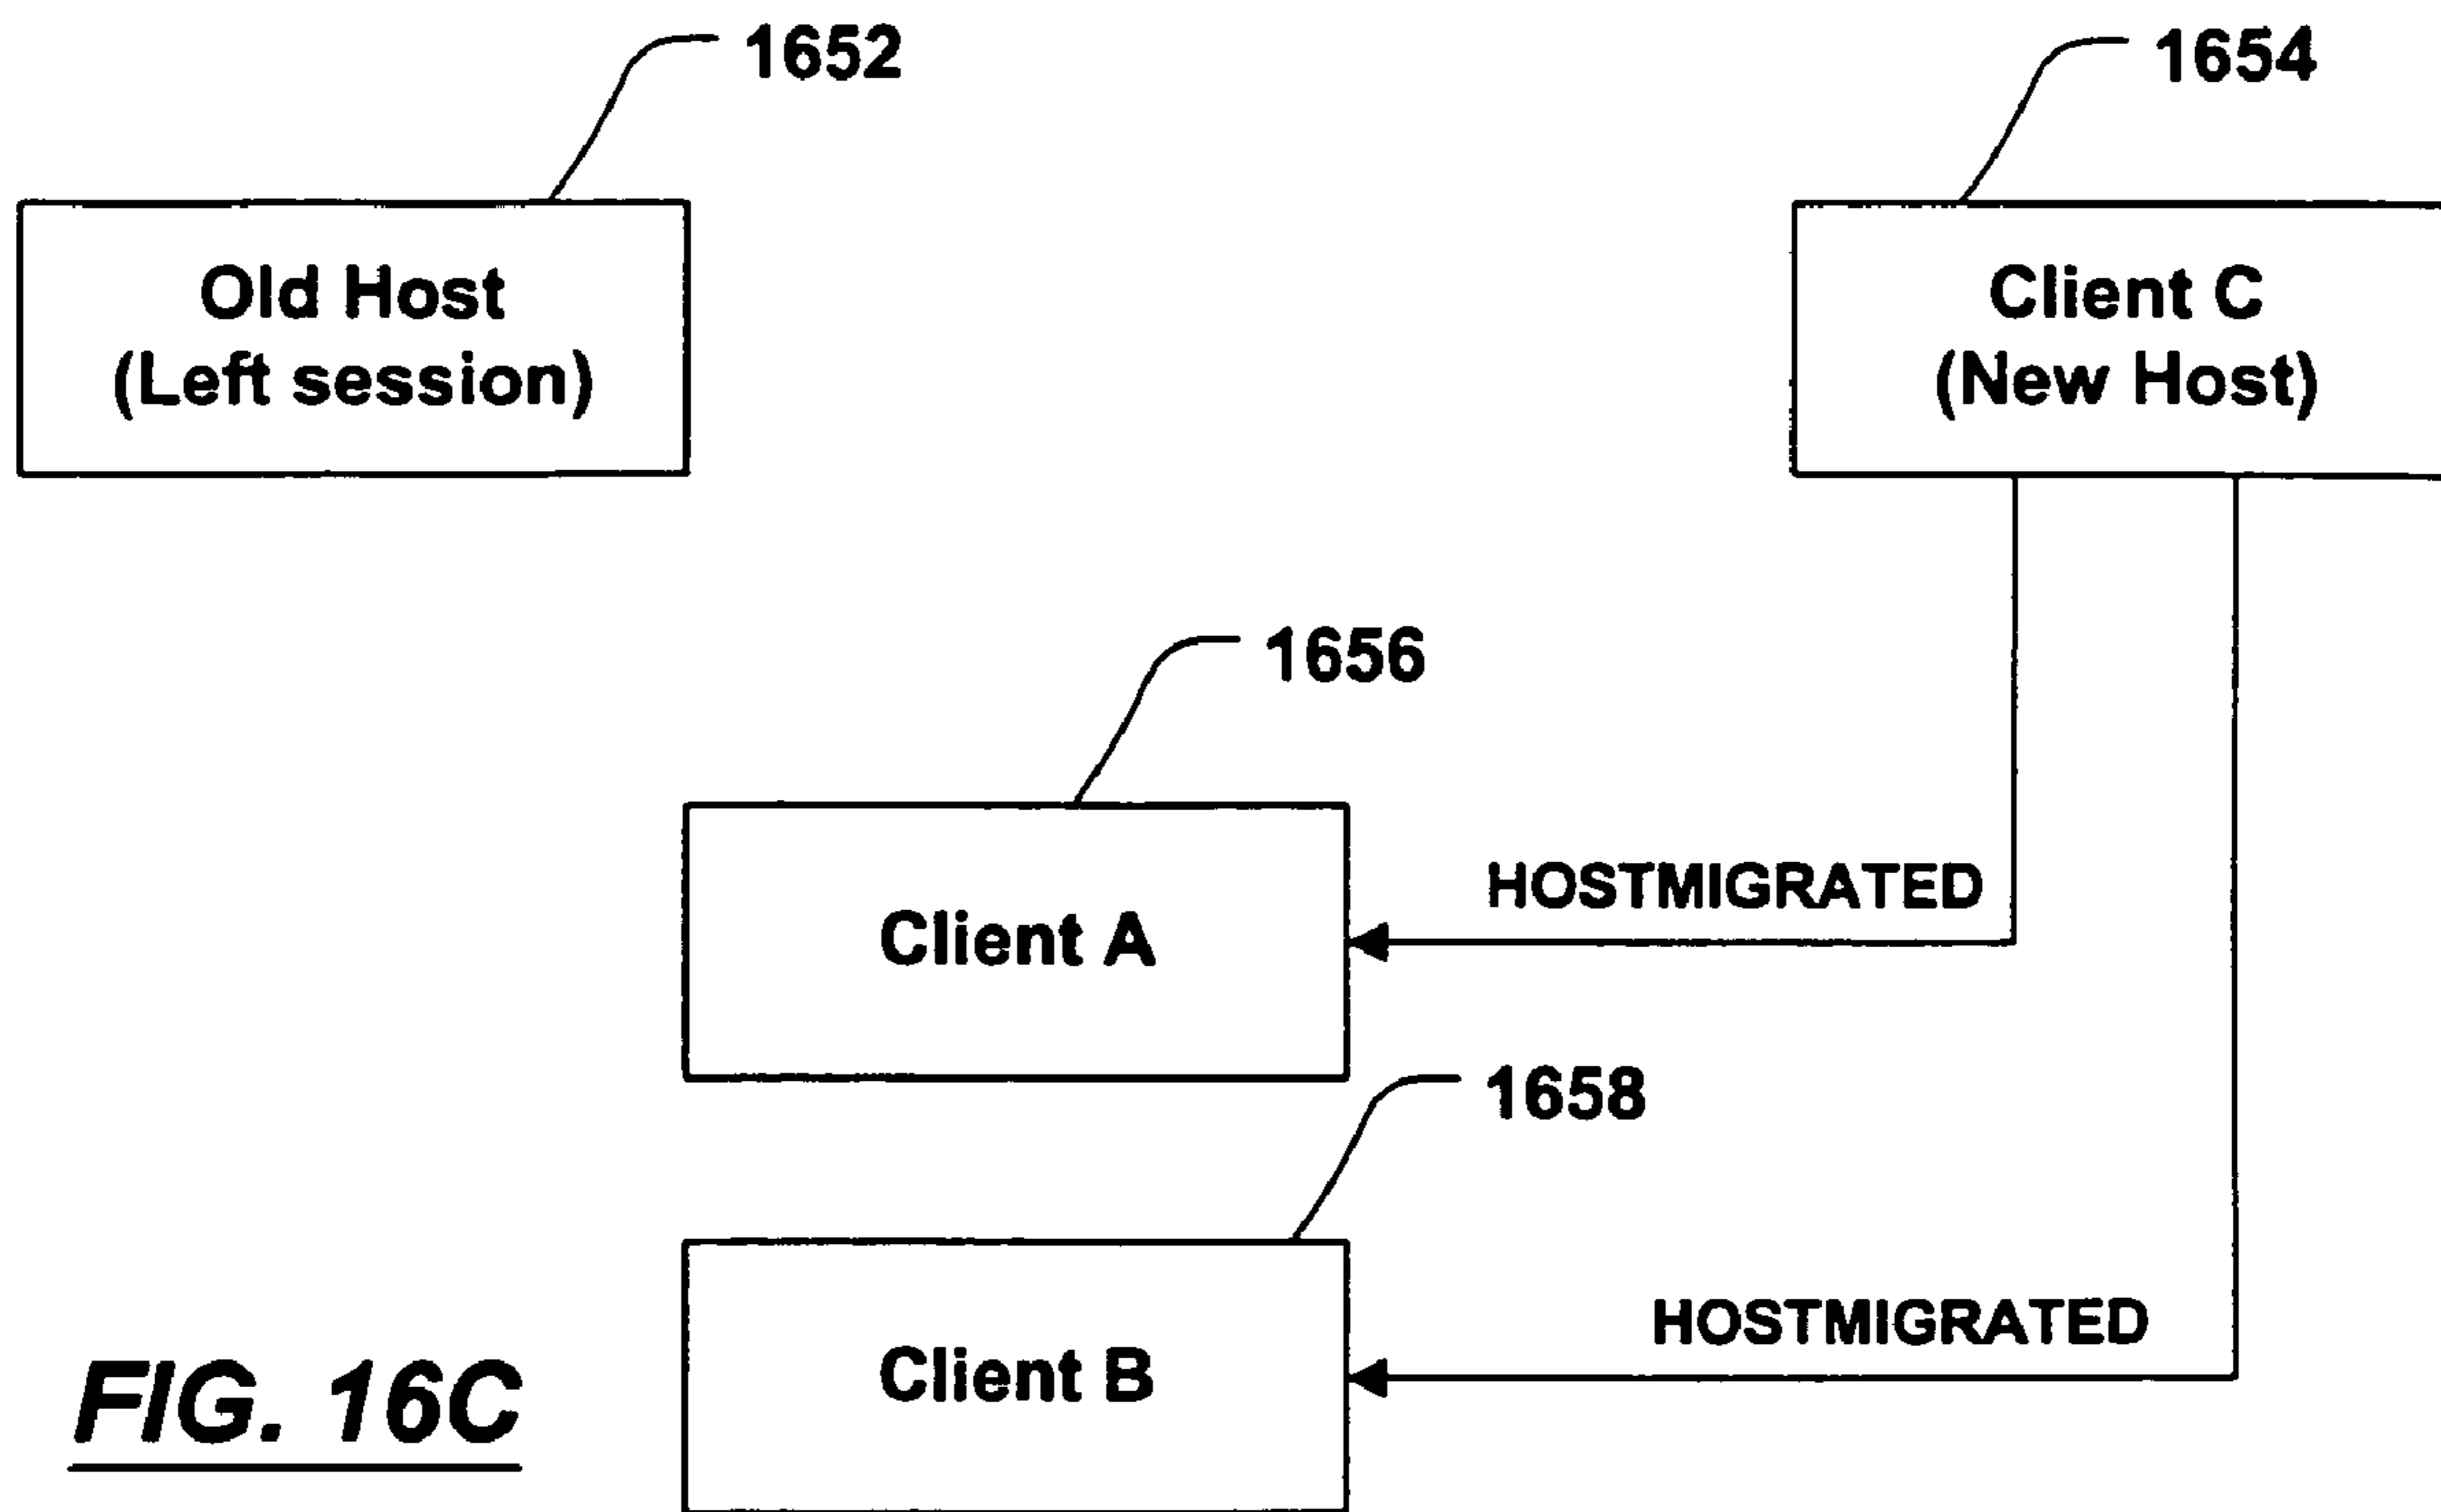 1652
1654
Old Host
(Left session)
Client C
(New Host)
1656
HOSTMIGRATED
Client A
1658
HOSTMIGRATED
Client B
FIG. 16C